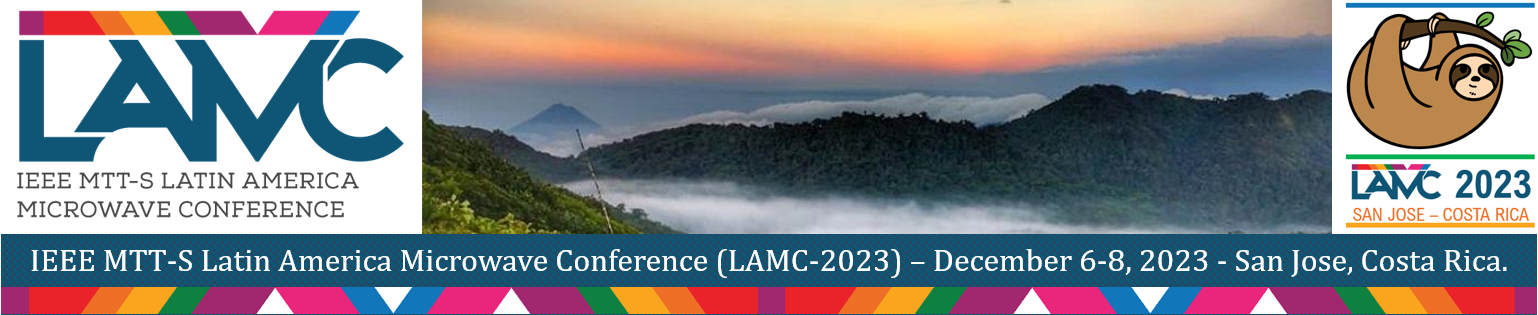 LAMC
IEEE MTT-S LATIN AMERICA
MICROWAVE CONFERENCE
LAMC 2023
SAN JOSE – COSTA RICA
IEEE MTT-S Latin America Microwave Conference (LAMC-2023) – December 6-8, 2023 - San Jose, Costa Rica.